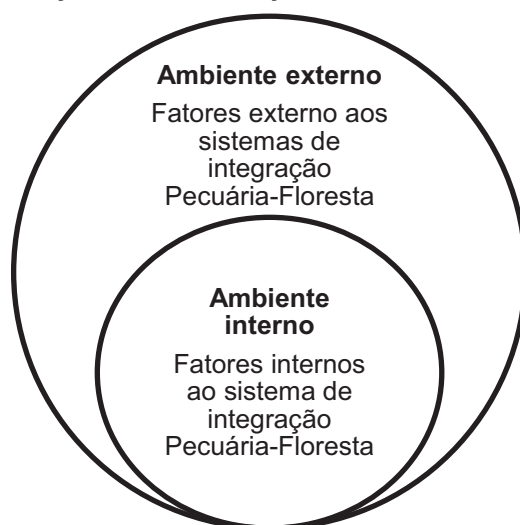 Ambiente externo
Fatores externo aos
sistemas de
integração
Pecuária-Floresta
Ambiente
interno
Fatores internos
ao sistema de
integração
Pecuária-Floresta